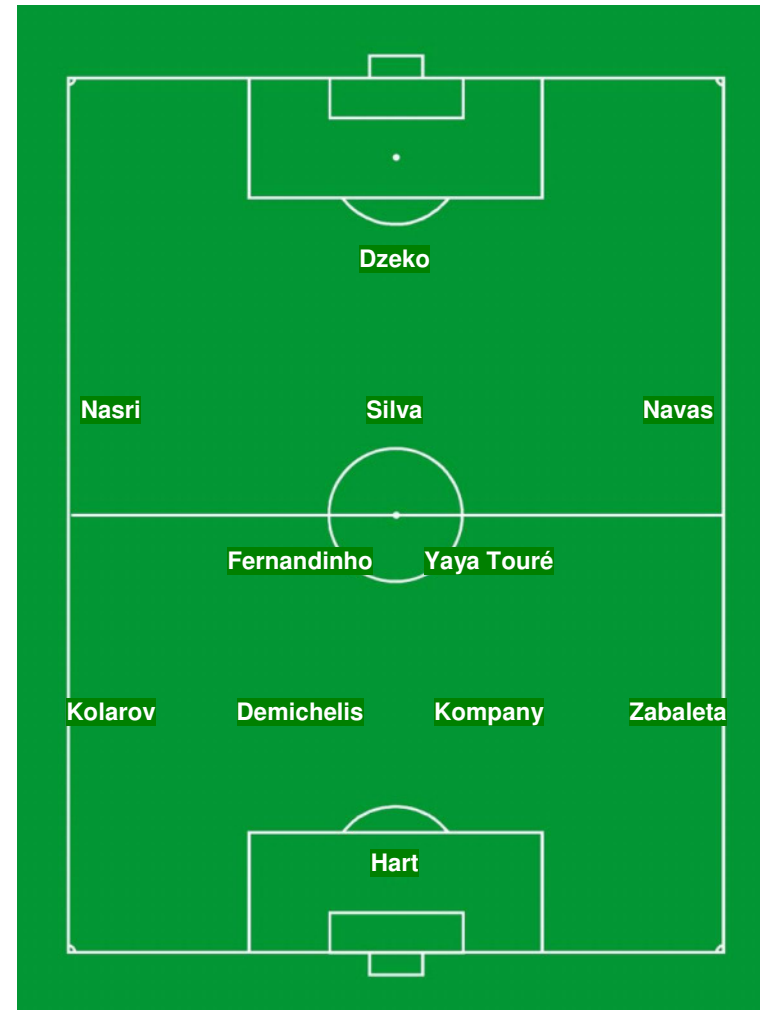 Dzeko
Nasri Silva Navas
Fernandinho Yaya Touré
Kolarov Demichelis Kompany Zabaleta
Hart